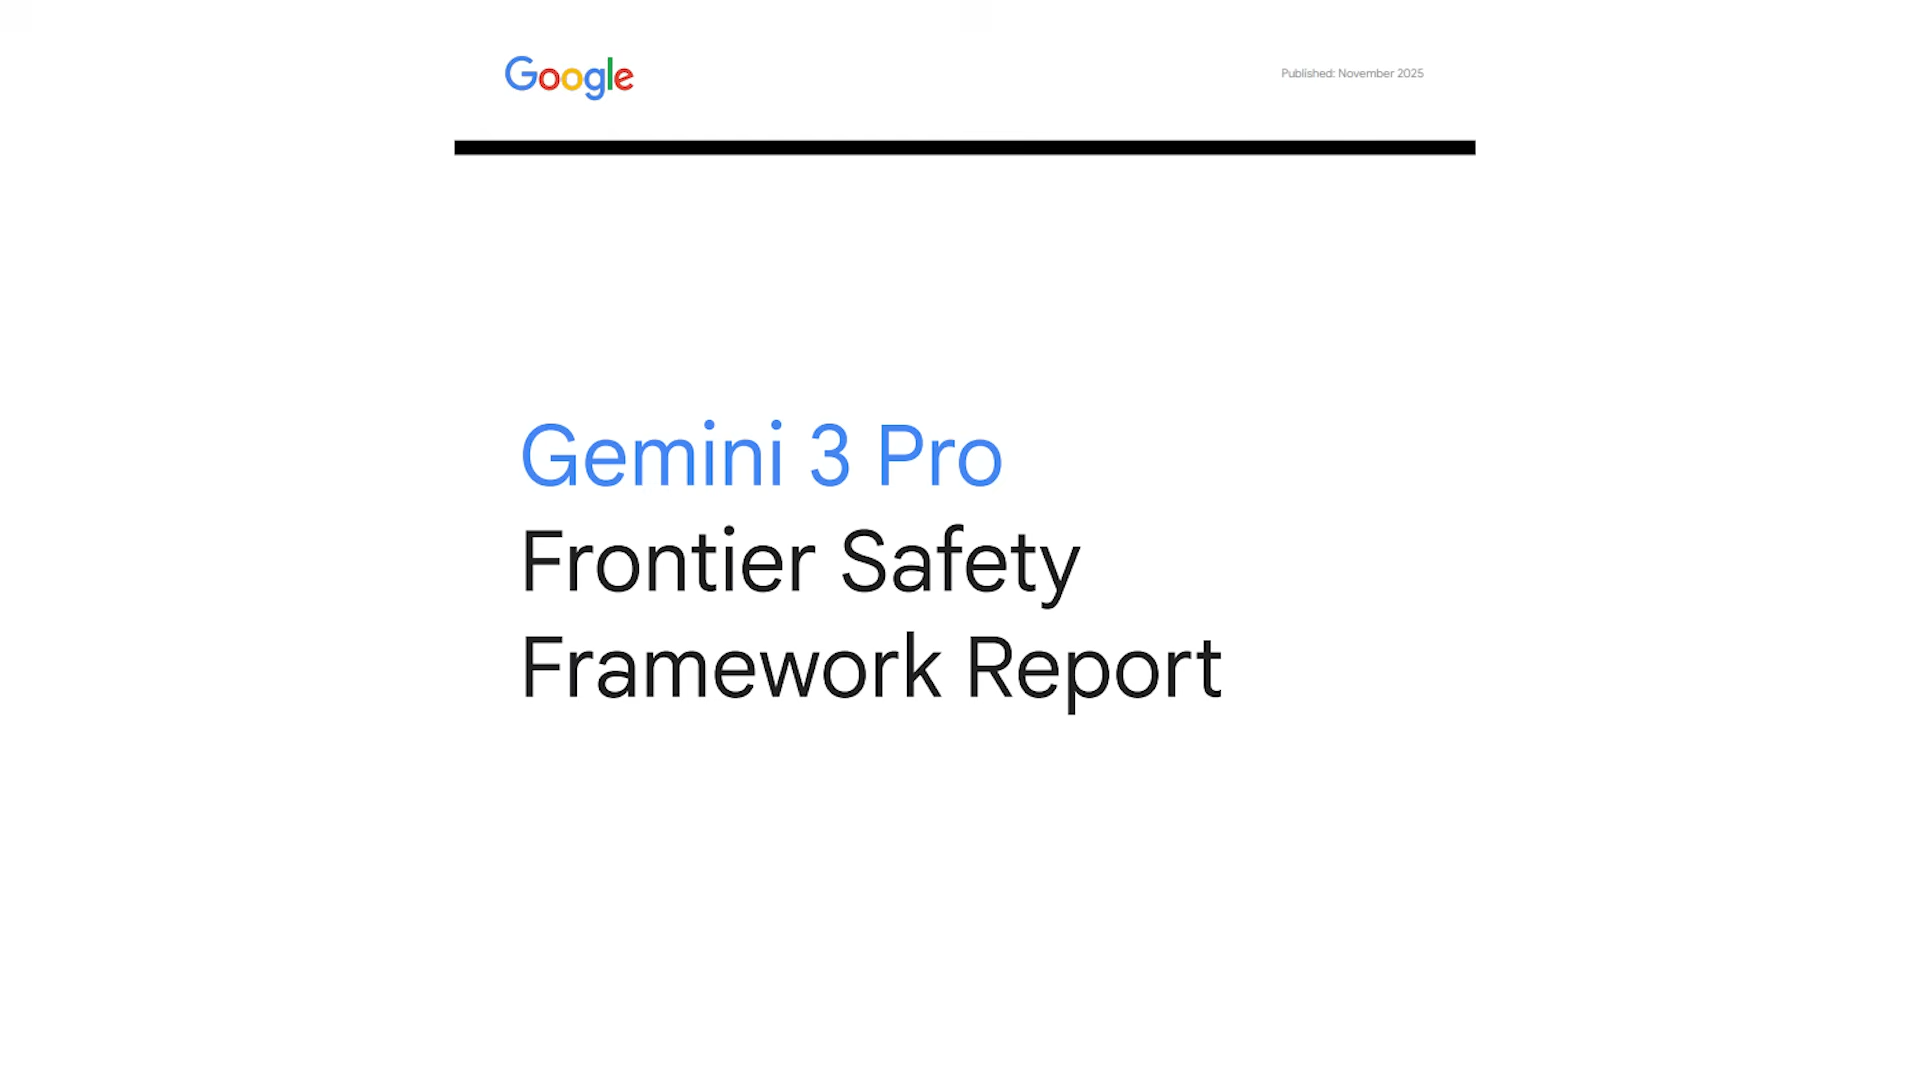 Google
Published: November 2025
Gemini 3 Pro
Frontier Safety
Framework Report